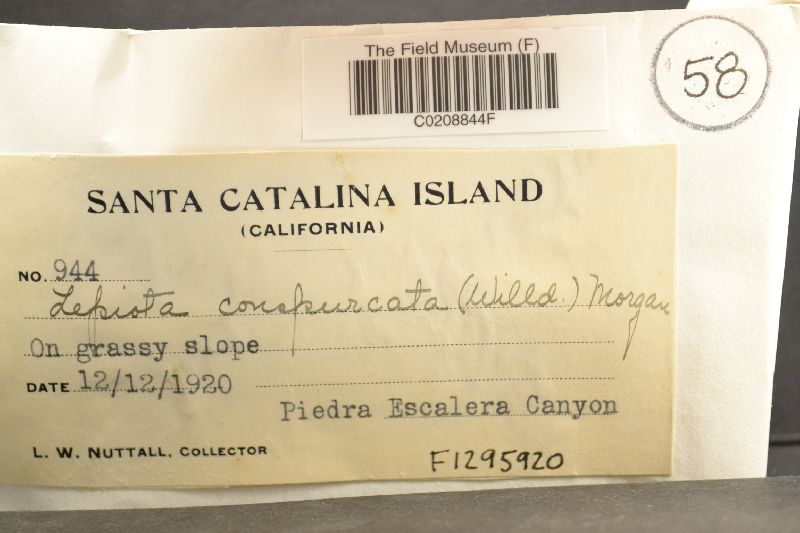 The Field Museum (F)
C0208844F
58
SANTA CATALINA ISLAND
(CALIFORNIA)
NO. 944
Lepiota conspurcata (Willd.) Morgan
On grassy slope
DATE 12/12/1920
Piedra Escalera Canyon
L. W. NUTTALL, COLLECTOR
F1295920